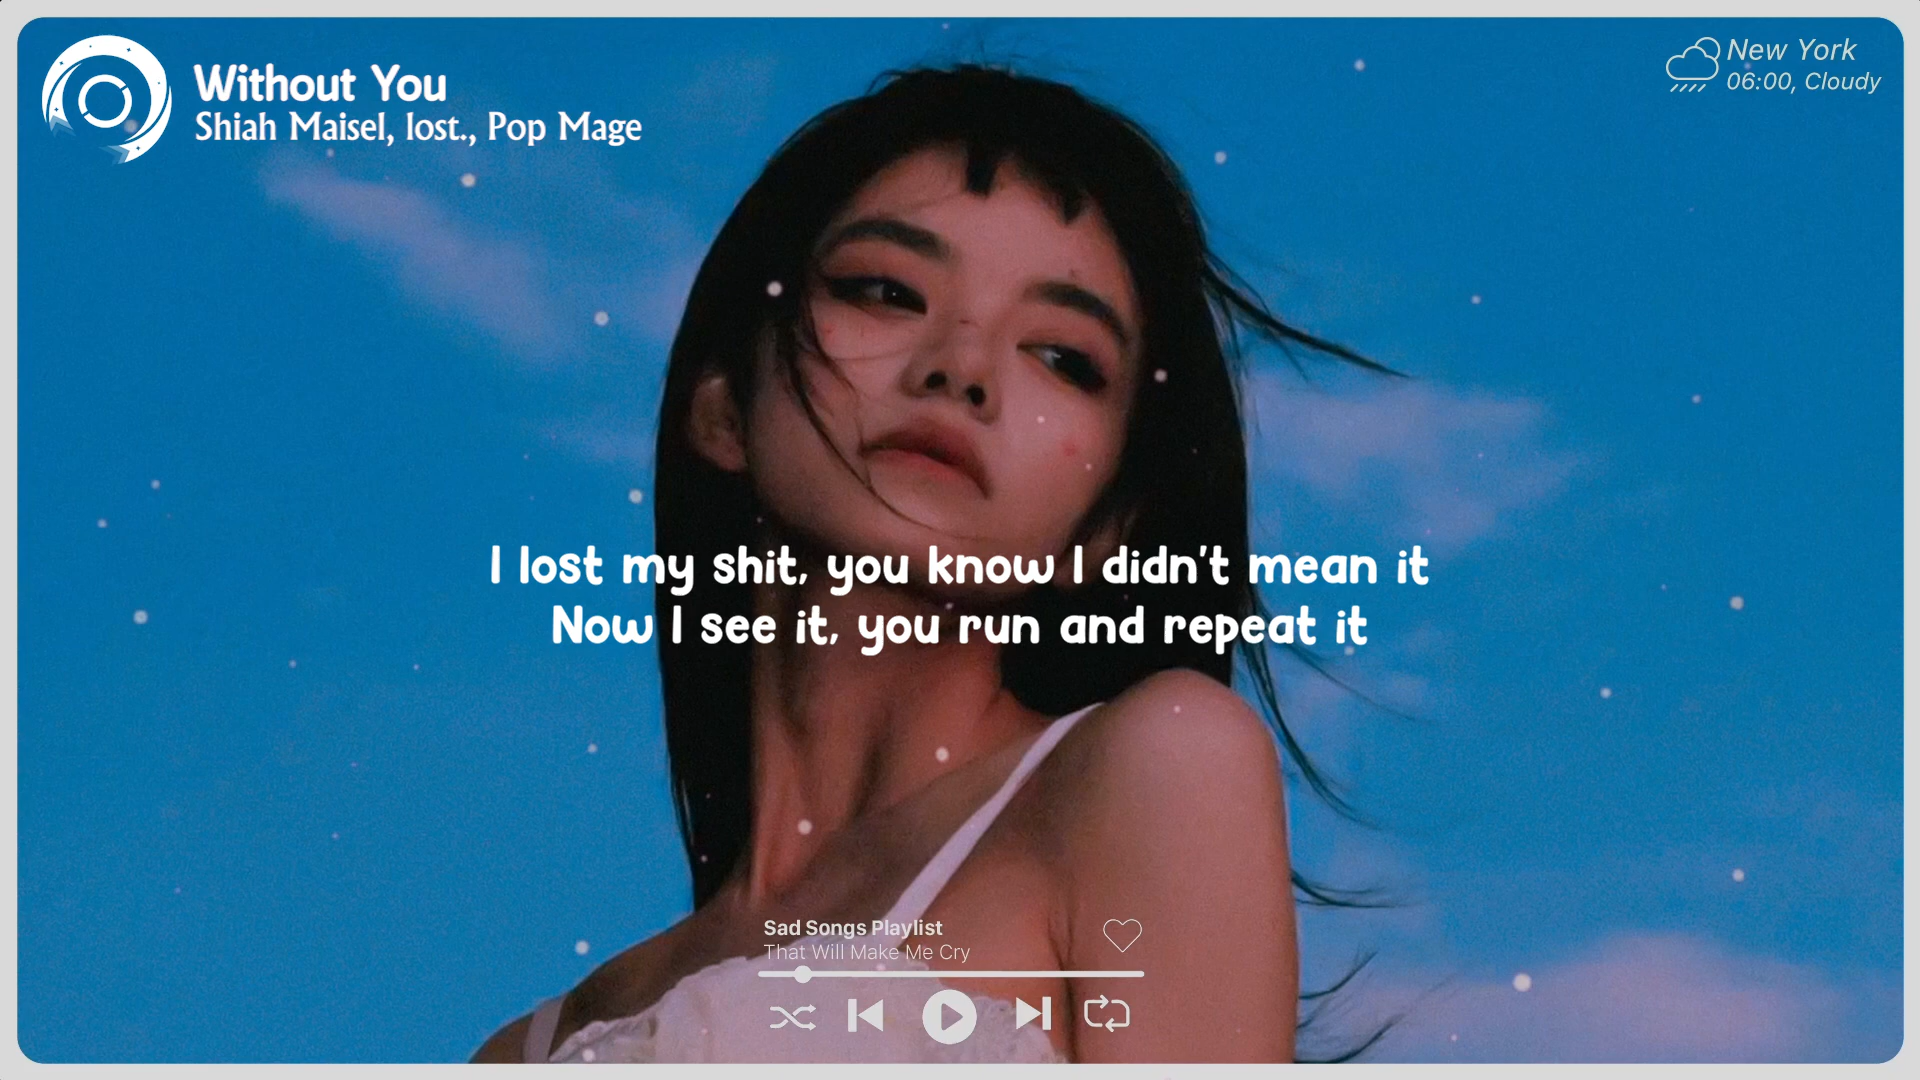 Without You
Shiah Maisel, lost., Pop Mage
New York
06:00, Cloudy
I lost my shit, you know I didn't mean it
Now I see it, you run and repeat it
Sad Songs Playlist
That Will Make Me Cry